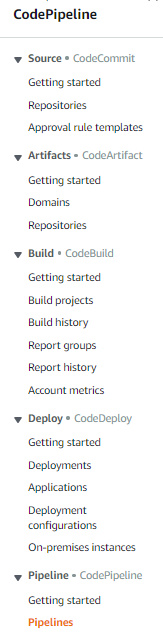 CodePipeline
Source • CodeCommit
Getting started
Repositories
Approval rule templates
Artifacts • CodeArtifact
Getting started
Domains
Repositories
Build • CodeBuild
Getting started
Build projects
Build history
Report groups
Report history
Account metrics
Deploy • CodeDeploy
Getting started
Deployments
Applications
Deployment
configurations
On-premises instances
Pipeline • CodePipeline
Getting started
Pipelines